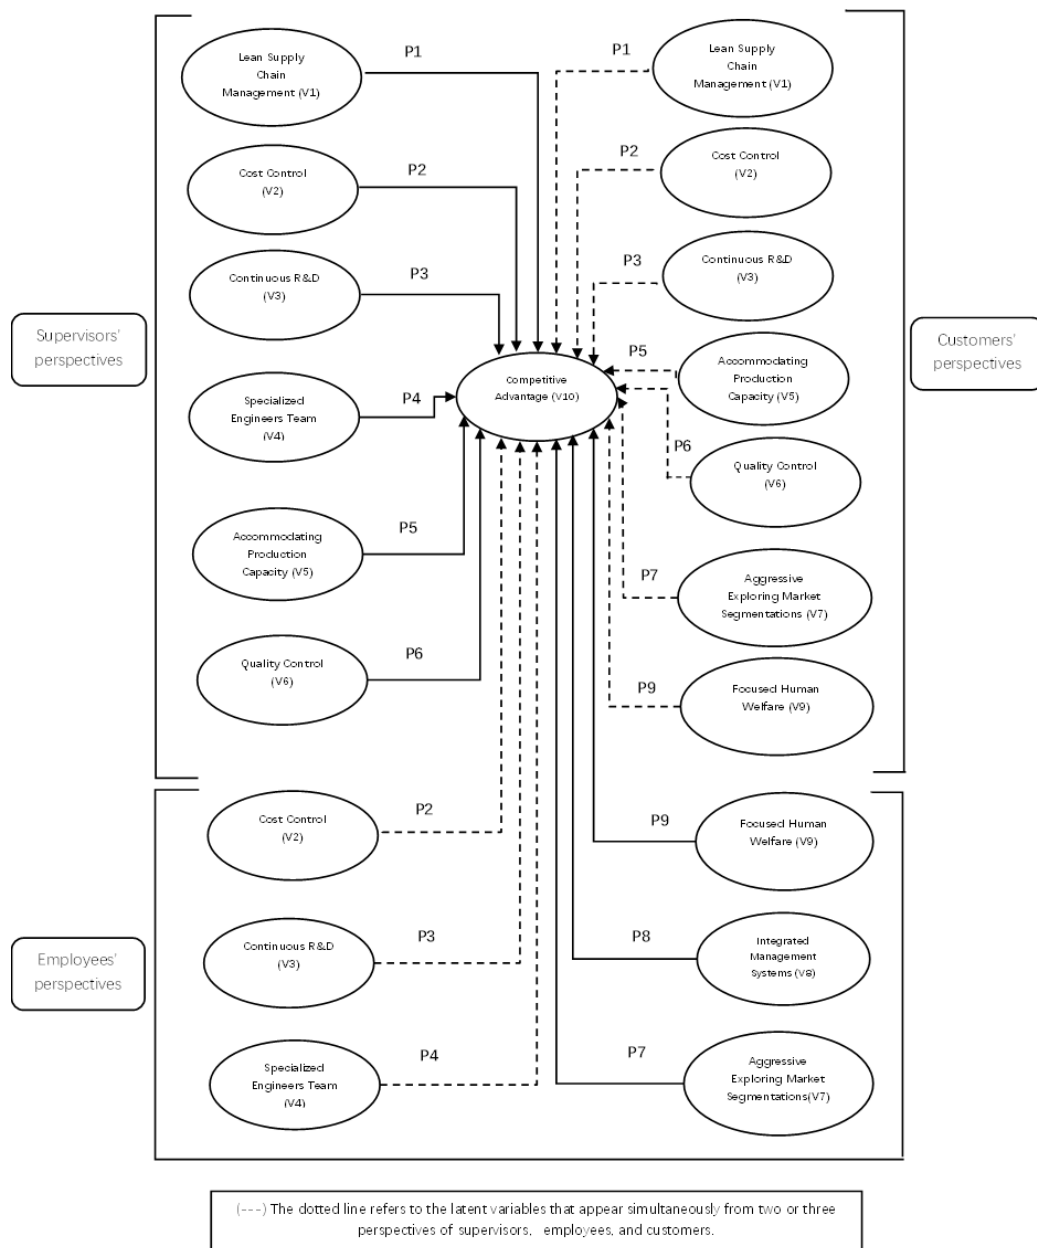 P1
Lean Supply
Chain
Management (V1)
P2
Cost Control
(V2)
P3
Continuous R&D
(V3)
Supervisors'
perspectives
P4
Specialized
Engineers Team
(V4)
P5
Accommodating
Production
Capacity (V5)
P6
Quality Control
(V6)
Competitive
Advantage (V10)
P1
Lean Supply
Chain
Management (V1)
P2
Cost Control
(V2)
P3
Continuous R&D
(V3)
Customers'
perspectives
P5
Accommodating
Production
Capacity (V5)
P6
Quality Control
(V6)
P7
Aggressive
Exploring Market
Segmentations (V7)
P9
Focused Human
Welfare (V9)
P2
Cost Control
(V2)
P3
Continuous R&D
(V3)
Employees'
perspectives
P4
Specialized
Engineers Team
(V4)
P9
Focused Human
Welfare (V9)
P8
Integrated
Management
Systems (V8)
P7
Aggressive
Exploring Market
Segmentations(V7)
(---) The dotted line refers to the latent variables that appear simultaneously from two or three
perspectives of supervisors, employees, and customers.